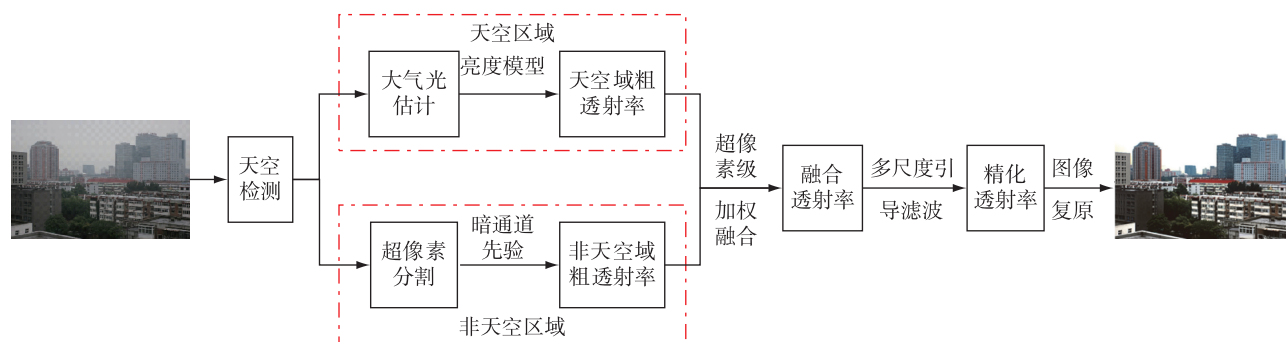 天空区域
大气光
估计
亮度模型
天空域粗
透射率
天空
检测
超像素
分割
暗通道
先验
非天空域
粗透射率
非天空区域
超像
素级
加权
融合
融合
透射率
多尺度引
导滤波
精化
透射率
图像
复原